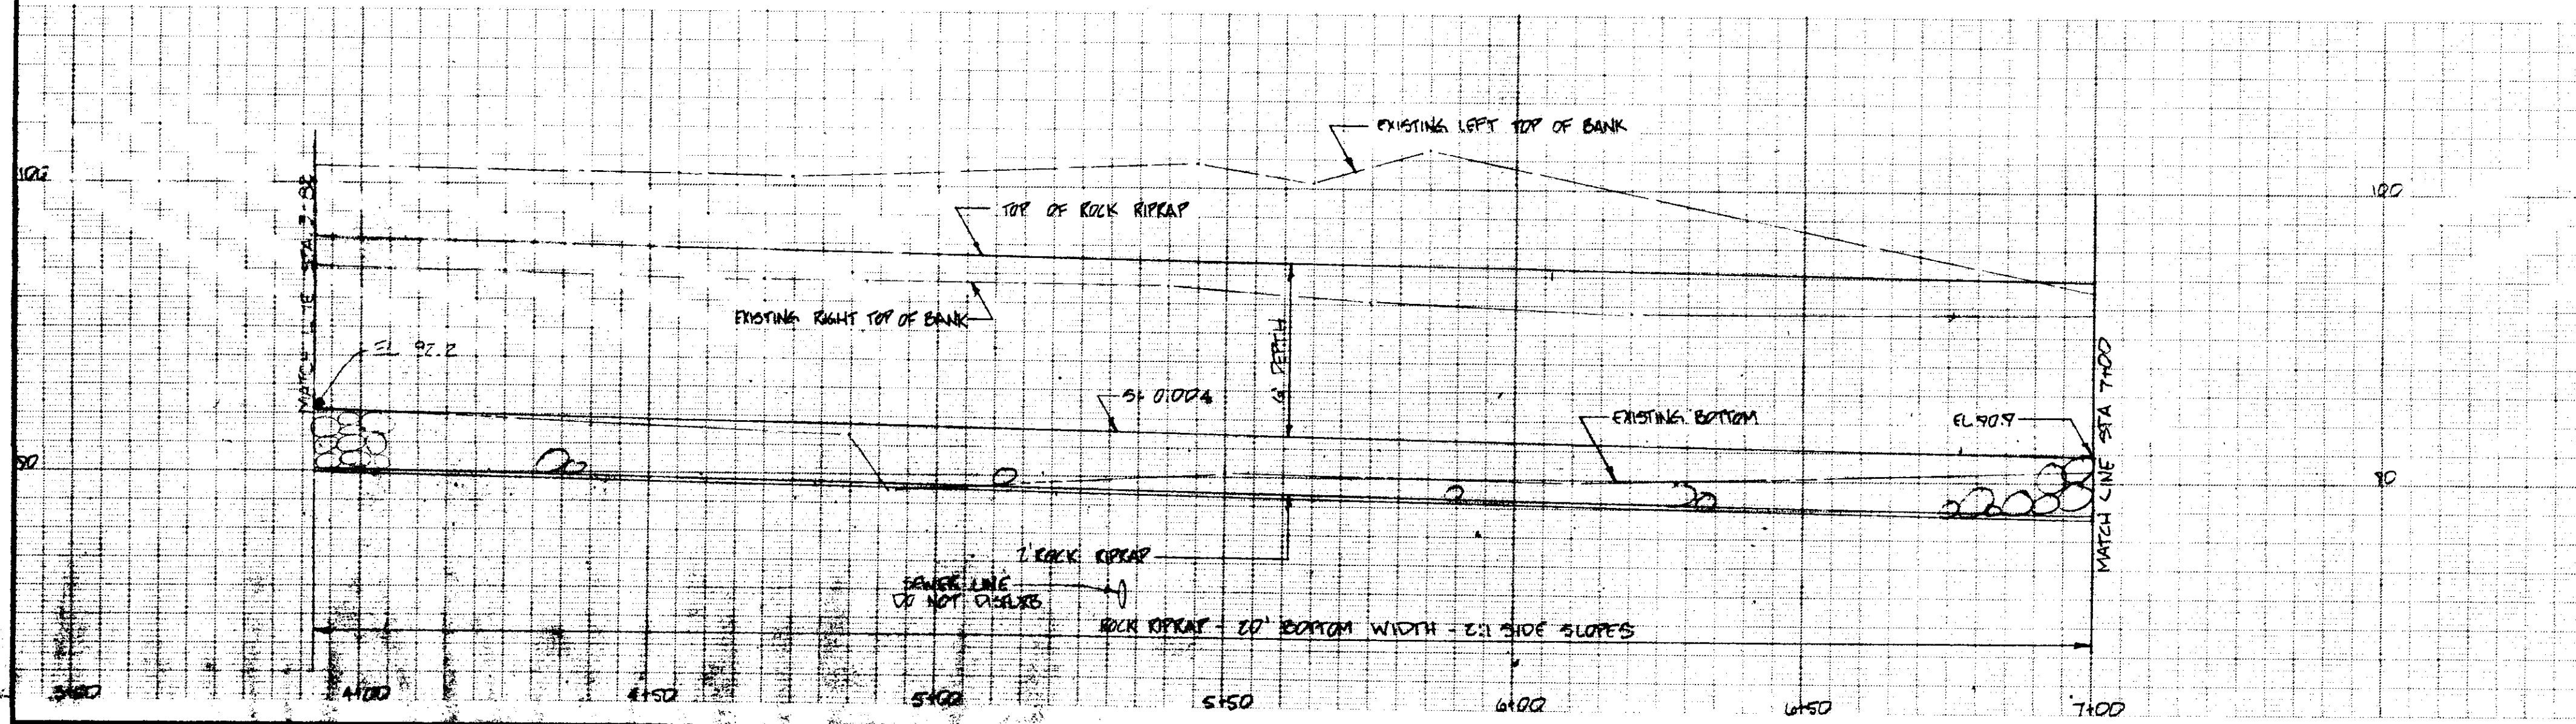 EXISTING LEFT TOP OF BANK
100
100
TOP OF ROCK RIPRAP
EXISTING RIGHT TOP OF BANK
EL 92.2
6' DEPTH
S= 0.004
EXISTING BOTTOM
EL 90.9
MATCH LINE STA 7+00
90
90
2' ROCK RIPRAP
SEWER LINE
DO NOT DISTURB
ROCK RIPRAP - 20' BOTTOM WIDTH - 2:1 SIDE SLOPES
4+00
4+50
5+00
5+50
6+00
6+50
7+00